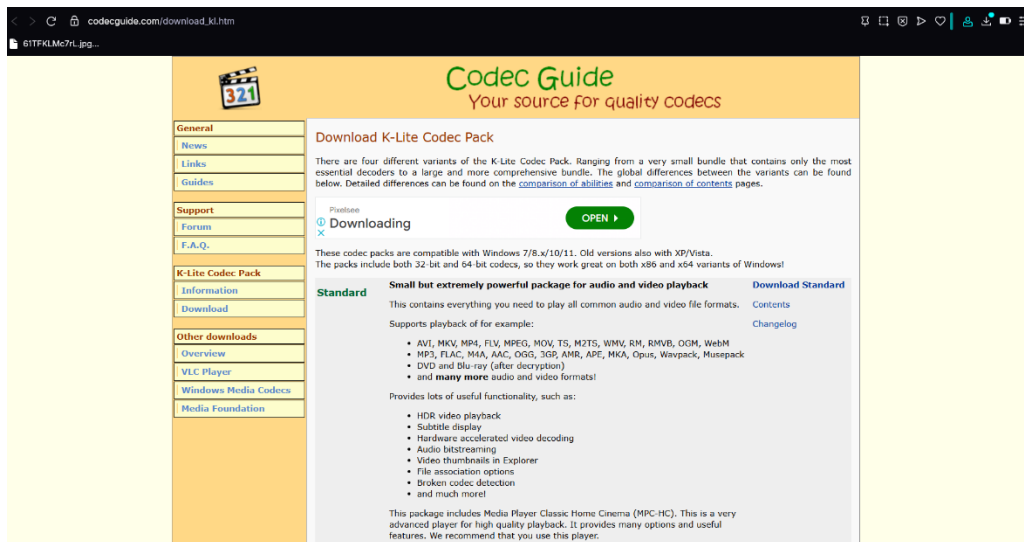 codecguide.com/download_kl.htm
61TFKLMc7rL.jpg...
321
Codec Guide
Your source for quality codecs
General
News
Links
Guides
Support
Forum
F.A.Q.
K-Lite Codec Pack
Information
Download
Other downloads
Overview
VLC Player
Windows Media Codecs
Media Foundation
Download K-Lite Codec Pack
There are four different variants of the K-Lite Codec Pack. Ranging from a very small bundle that contains only the most
essential decoders to a large and more comprehensive bundle. The global differences between the variants can be found
below. Detailed differences can be found on the comparison of abilities and comparison of contents pages.
Pixelsee
Downloading
OPEN
These codec packs are compatible with Windows 7/8.x/10/11. Old versions also with XP/Vista.
The packs include both 32-bit and 64-bit codecs, so they work great on both x86 and x64 variants of Windows!
Standard
Small but extremely powerful package for audio and video playback
Download Standard
This contains everything you need to play all common audio and video file formats.
Contents
Supports playback of for example:
Changelog
• AVI, MKV, MP4, FLV, MPEG, MOV, TS, M2TS, WMV, RM, RMVB, OGM, WebM
• MP3, FLAC, M4A, AAC, OGG, 3GP, AMR, APE, MKA, Opus, Wavpack, Musepack
• DVD and Blu-ray (after decryption)
• and many more audio and video formats!
Provides lots of useful functionality, such as:
• HDR video playback
• Subtitle display
• Hardware accelerated video decoding
• Audio bitstreaming
• Video thumbnails in Explorer
• File association options
• Broken codec detection
• and much more!
This package includes Media Player Classic Home Cinema (MPC-HC). This is a very
advanced player for high quality playback. It provides many options and useful
features. We recommend that you use this player.